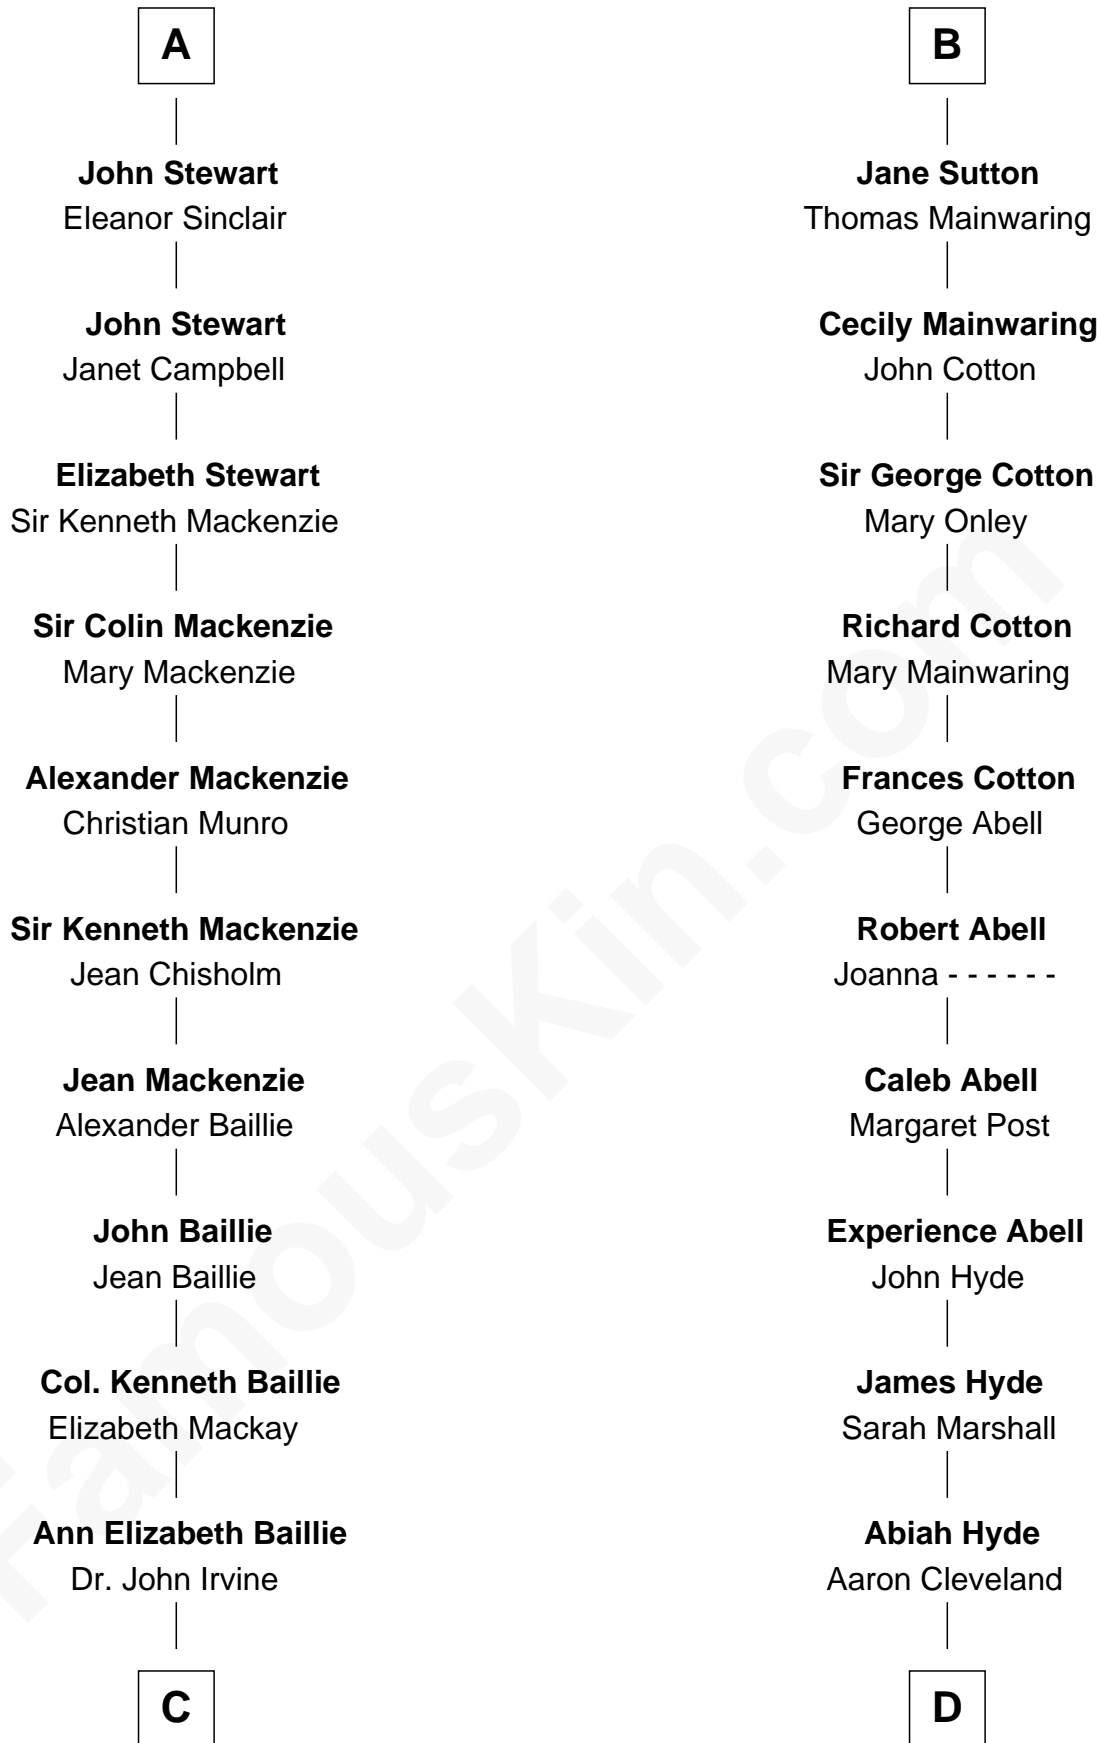 A
John Stewart
Eleanor Sinclair
John Stewart
Janet Campbell
Elizabeth Stewart
Sir Kenneth Mackenzie
Sir Colin Mackenzie
Mary Mackenzie
Alexander Mackenzie
Christian Munro
Sir Kenneth Mackenzie
Jean Chisholm
Jean Mackenzie
Alexander Baillie
John Baillie
Jean Baillie
Col. Kenneth Baillie
Elizabeth Mackay
Ann Elizabeth Baillie
Dr. John Irvine
C
B
Jane Sutton
Thomas Mainwaring
Cecily Mainwaring
John Cotton
Sir George Cotton
Mary Onley
Richard Cotton
Mary Mainwaring
Frances Cotton
George Abell
Robert Abell
Joanna - - - - - -
Caleb Abell
Margaret Post
Experience Abell
John Hyde
James Hyde
Sarah Marshall
Abiah Hyde
Aaron Cleveland
D
FamousKin.com